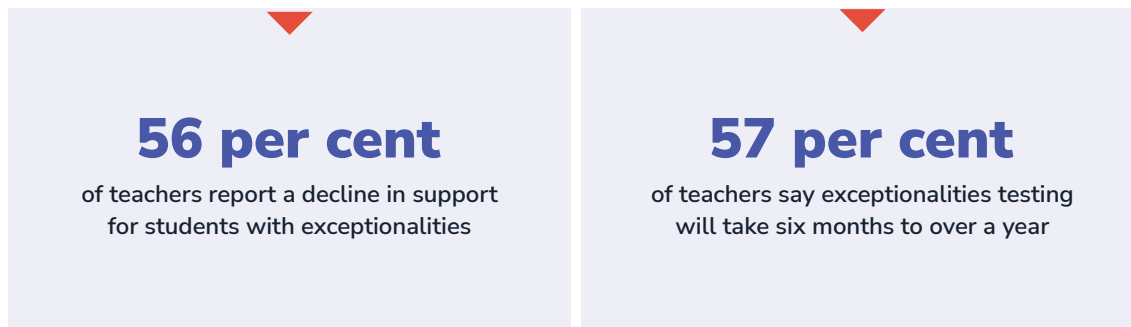 56 per cent
of teachers report a decline in support
for students with exceptionalities
57 per cent
of teachers say exceptionalities testing
will take six months to over a year